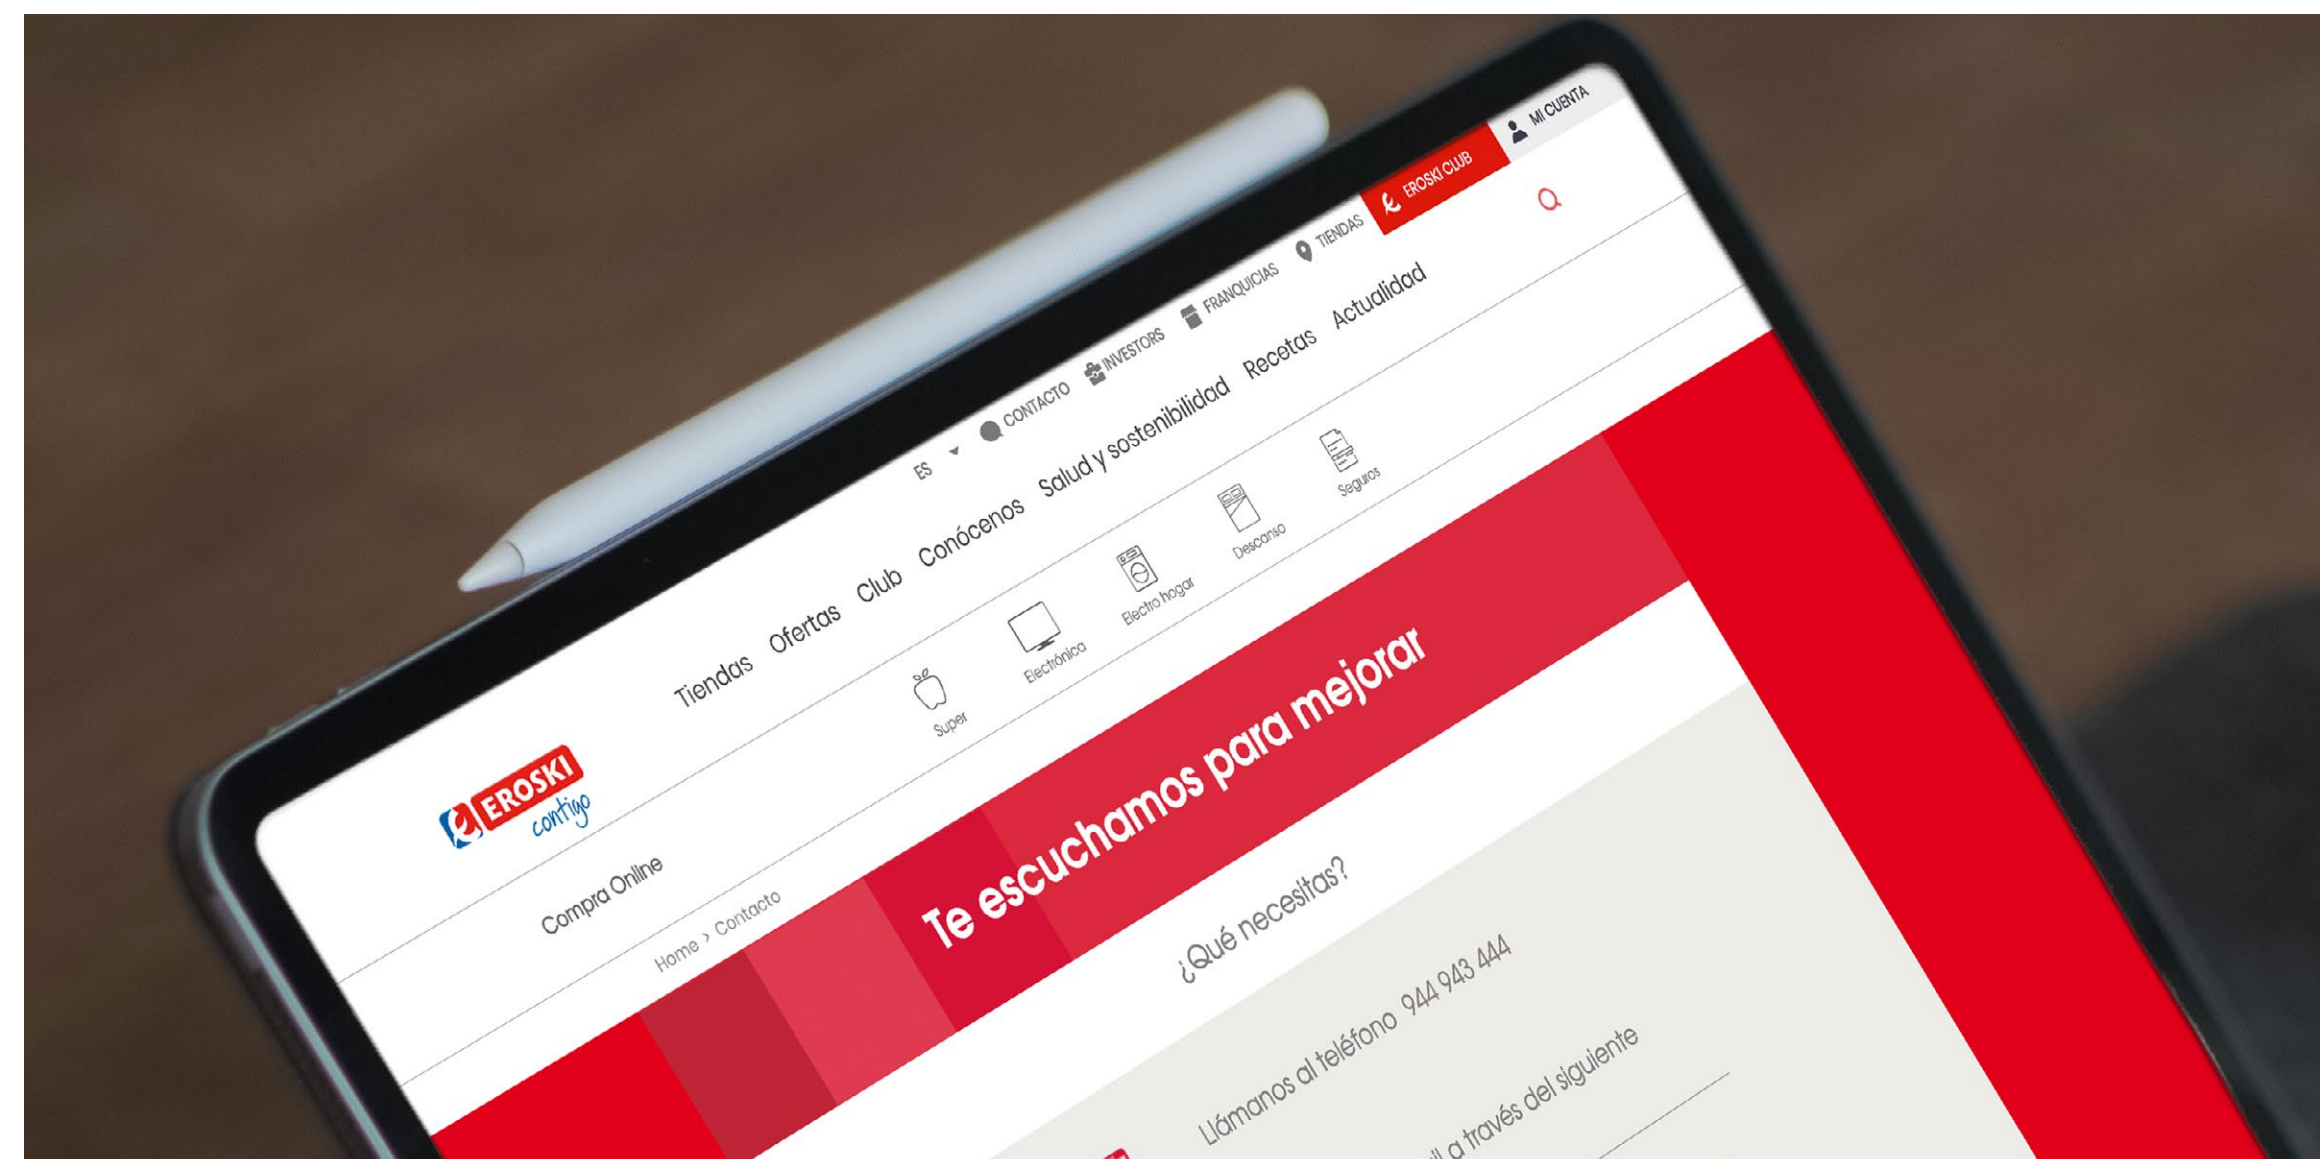 ES
CONTACTO
INVESTORS
FRANQUICIAS
TIENDAS
EROSKI CLUB
MI CUENTA
EROSKI
contigo
Tiendas Ofertas Club Conócenos Salud y sostenibilidad Recetas Actualidad
Compra Online
Super
Electrónica
Electro hogar
Descanso
Seguros
Home > Contacto
Te escuchamos para mejorar
¿Qué necesitas?
Llámanos al teléfono 944 943 444
a través del siguiente